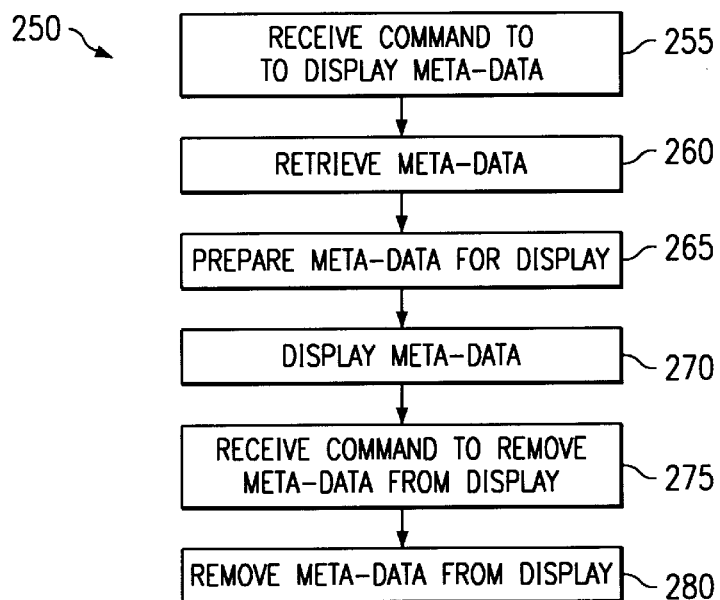 250
RECEIVE COMMAND TO
TO DISPLAY META-DATA
255
RETRIEVE META-DATA
260
PREPARE META-DATA FOR DISPLAY
265
DISPLAY META-DATA
270
RECEIVE COMMAND TO REMOVE
META-DATA FROM DISPLAY
275
REMOVE META-DATA FROM DISPLAY
280